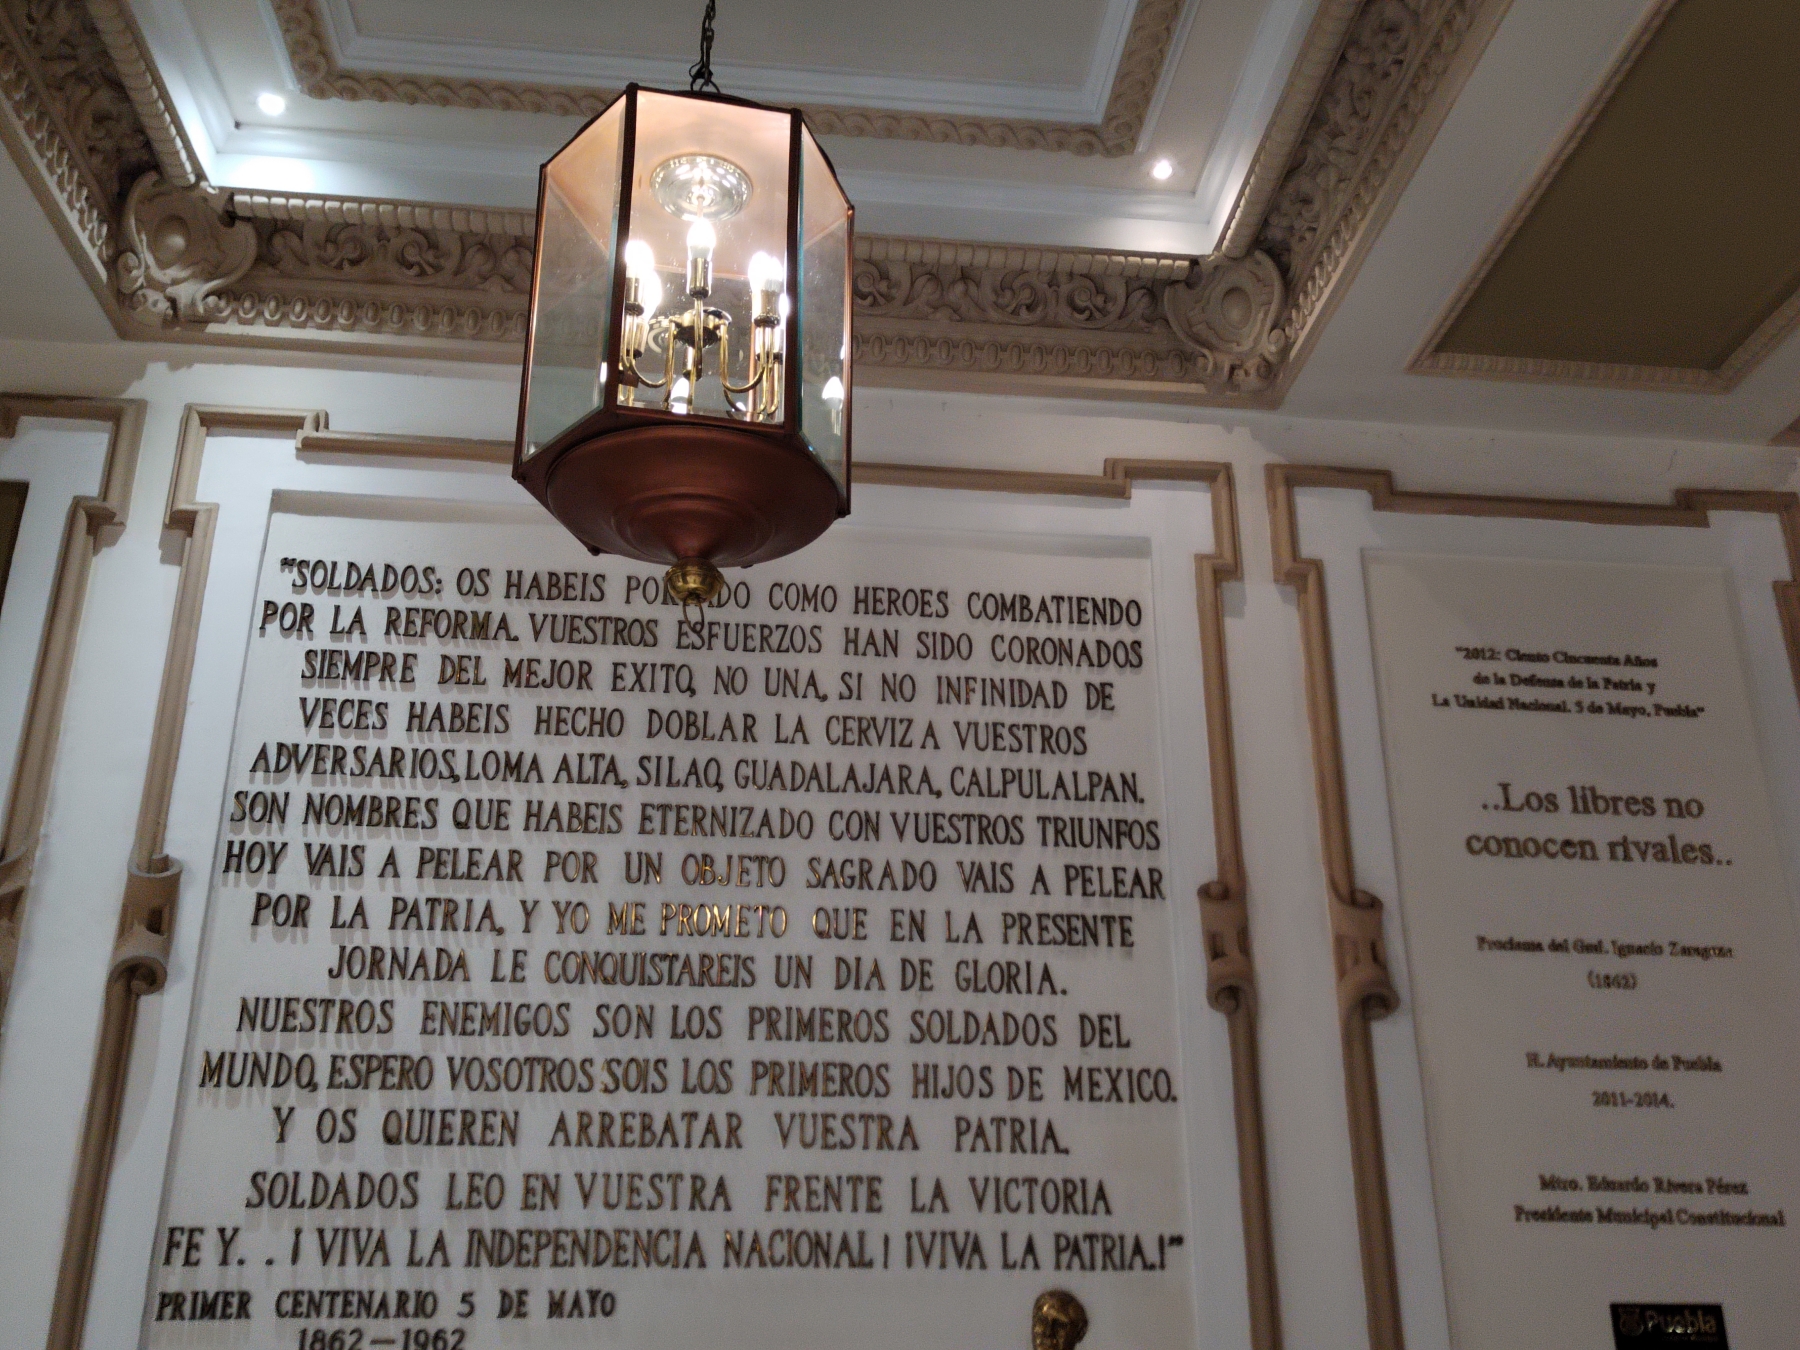 "SOLDADOS: OS HABEIS PORTADO COMO HEROES COMBATIENDO
POR LA REFORMA. VUESTROS ESFUERZOS HAN SIDO CORONADOS
SIEMPRE DEL MEJOR EXITO, NO UNA, SI NO INFINIDAD DE
VECES HABEIS HECHO DOBLAR LA CERVIZ A VUESTROS
ADVERSARIOS, LOMA ALTA, SILAO, GUADALAJARA, CALPULALPAN.
SON NOMBRES QUE HABEIS ETERNIZADO CON VUESTROS TRIUNFOS
HOY VAIS A PELEAR POR UN OBJETO SAGRADO VAIS A PELEAR
POR LA PATRIA, Y YO ME PROMETO QUE EN LA PRESENTE
JORNADA LE CONQUISTAREIS UN DIA DE GLORIA.
NUESTROS ENEMIGOS SON LOS PRIMEROS SOLDADOS DEL
MUNDO, ESPERO VOSOTROS SOIS LOS PRIMEROS HIJOS DE MEXICO.
Y OS QUIEREN ARREBATAR VUESTRA PATRIA.
SOLDADOS LEO EN VUESTRA FRENTE LA VICTORIA
FE Y. . ¡VIVA LA INDEPENDENCIA NACIONAL! ¡VIVA LA PATRIA.!"
PRIMER CENTENARIO 5 DE MAYO
1862-1962
"2012: Ciento Cincuenta Años
de la Defensa de la Patria y
La Unidad Nacional. 5 de Mayo, Puebla"
..Los libres no
conocen rivales..
Proclama del Gral. Ignacio Zaragoza
(1862)
H. Ayuntamiento de Puebla
2011-2014.
Mtro. Eduardo Rivera Pérez
Presidente Municipal Constitucional
Puebla